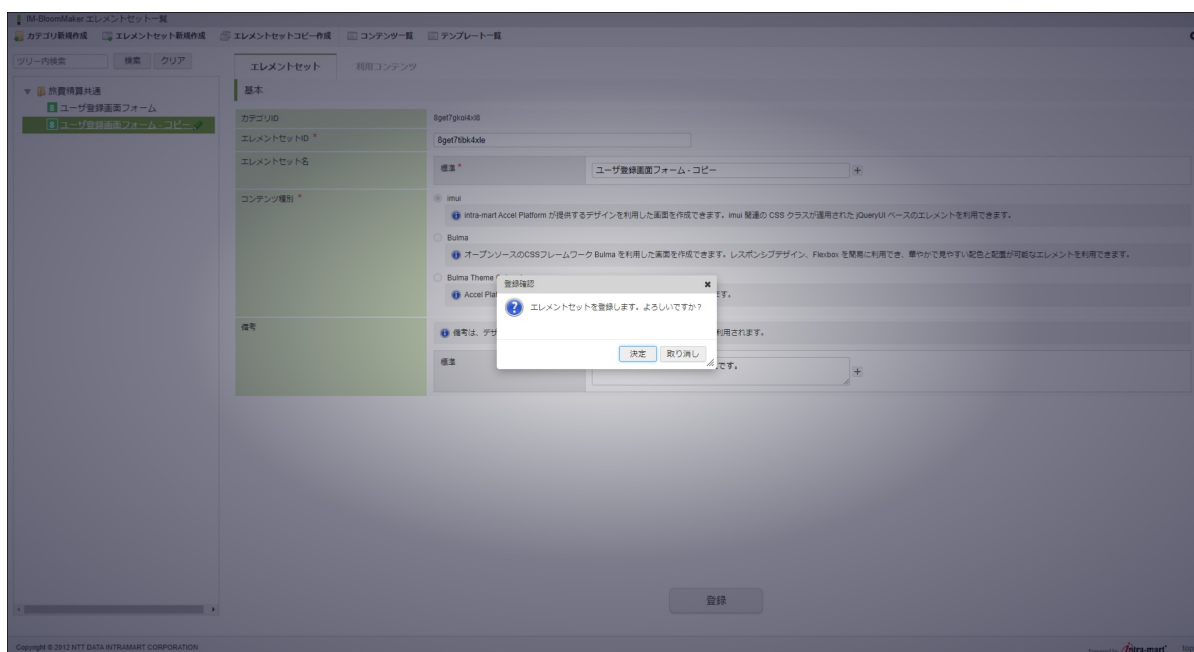 IM-BloomMaker エレメントセット一覧
カテゴリ新規作成 エレメントセット新規作成 エレメントセットコピー作成 コンテンツ一覧 テンプレート一覧
ツリー内検索 検索 クリア
エレメントセット 利用コンテンツ
旅費精算共通
ユーザ登録画面フォーム
ユーザ登録画面フォーム - コピー
基本
カテゴリID 8get7gkol4xl8
エレメントセットID * 8get7tlbk4xle
エレメントセット名 標準 * ユーザ登録画面フォーム - コピー
コンテンツ種別 * imui
intra-mart Accel Platform が提供するデザインを利用した画面を作成できます。imui 関連の CSS クラスが適用された jQueryUI ベースのエレメントを利用できます。
Bulma
オープンソースのCSSフレームワーク Bulma を利用した画面を作成できます。レスポンシブデザイン、Flexbox を簡易に利用でき、華やかで見やすい配色と配置が可能なエレメントを利用できます。
Bulma Theme
Accel Pla ます。
登録確認
エレメントセットを登録します。よろしいですか？
決定 取り消し
備考 備考は、デザ 利用されます。
標準 です。
登録
Copyright © 2012 NTT DATA INTRAMART CORPORATION
Powered by intra-mart top